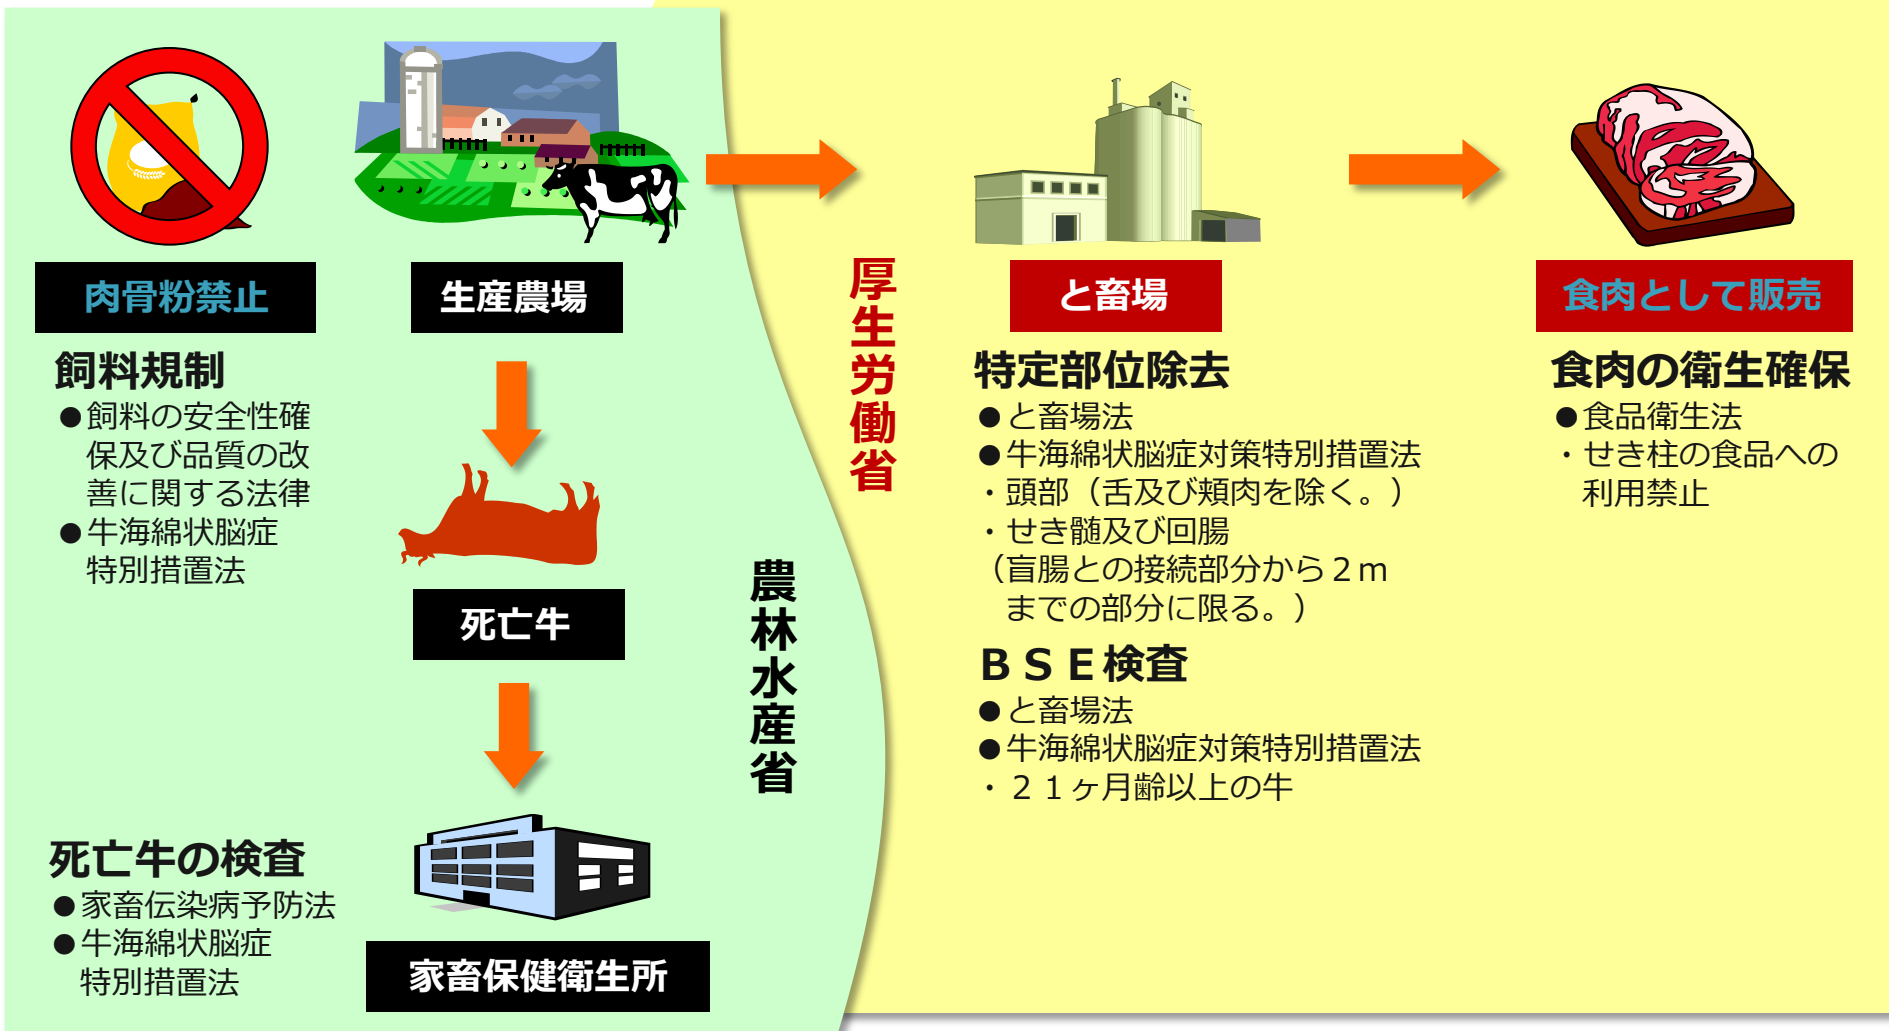 肉骨粉禁止
飼料規制
●飼料の安全性確
保及び品質の改
善に関する法律
●牛海綿状脳症
特別措置法
生産農場
死亡牛
死亡牛の検査
●家畜伝染病予防法
●牛海綿状脳症
特別措置法
家畜保健衛生所
農林水産省
厚生労働省
と畜場
特定部位除去
●と畜場法
●牛海綿状脳症対策特別措置法
・頭部（舌及び頬肉を除く。）
・せき髄及び回腸
（盲腸との接続部分から２ｍ
までの部分に限る。）
ＢＳＥ検査
●と畜場法
●牛海綿状脳症対策特別措置法
・２１ヶ月齢以上の牛
食肉として販売
食肉の衛生確保
●食品衛生法
・せき柱の食品への
利用禁止